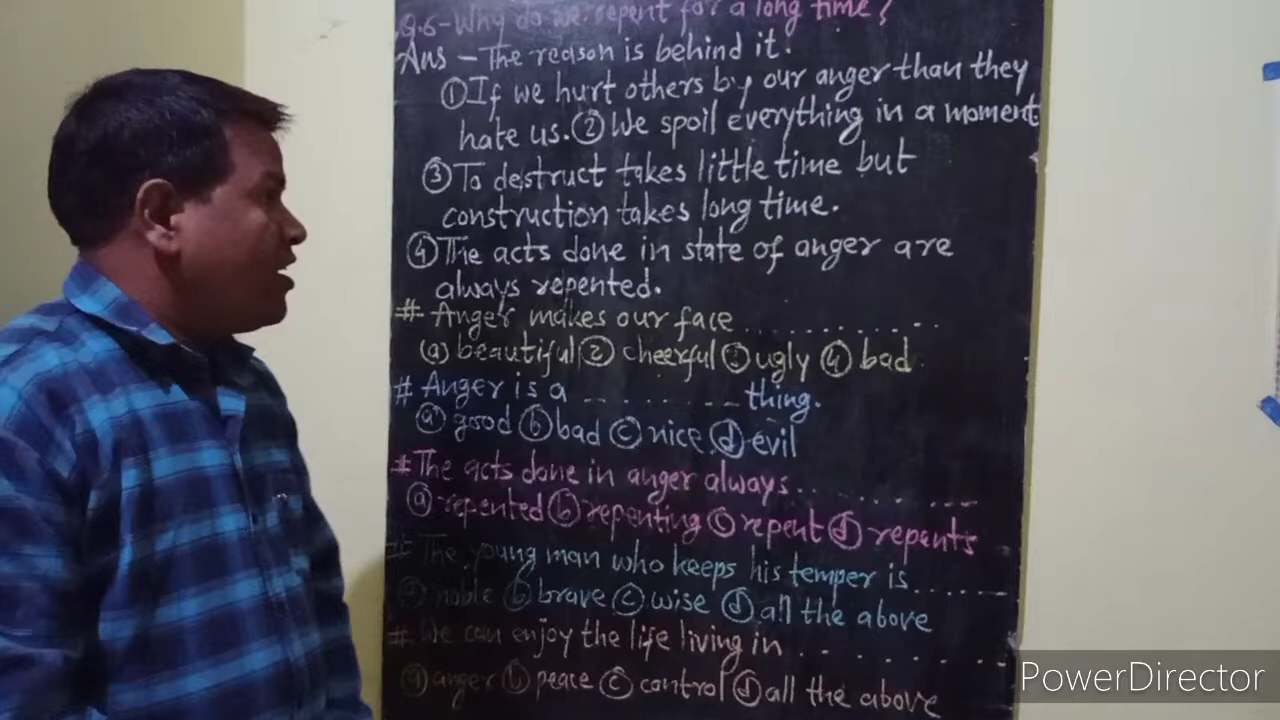 Q.6-Why do we repent for a long time?
Ans - The reason is behind it.
① If we hurt others by our anger than they
hate us. ② We spoil everything in a moment
③ To destruct takes little time but
construction takes long time.
④ The acts done in state of anger are
always repented.
# Anger makes our face ............
(a) beautiful ② cheerful ③ ugly ④ bad
# Anger is a _ _ _ _ _ _ _ _ _ thing.
ⓐ good ⓑ bad ⓒ nice ⓓ evil
# The acts done in anger always .. . . . . _ _ _
ⓐ repented ⓑ repenting ⓒ repent ⓓ repents
# The young man who keeps his temper is ..........
ⓐ noble ⓑ brave ⓒ wise ⓓ all the above
# We can enjoy the life living in . . . . . . . . .
ⓐ anger ⓑ peace ⓒ control ⓓ all the above
PowerDirector